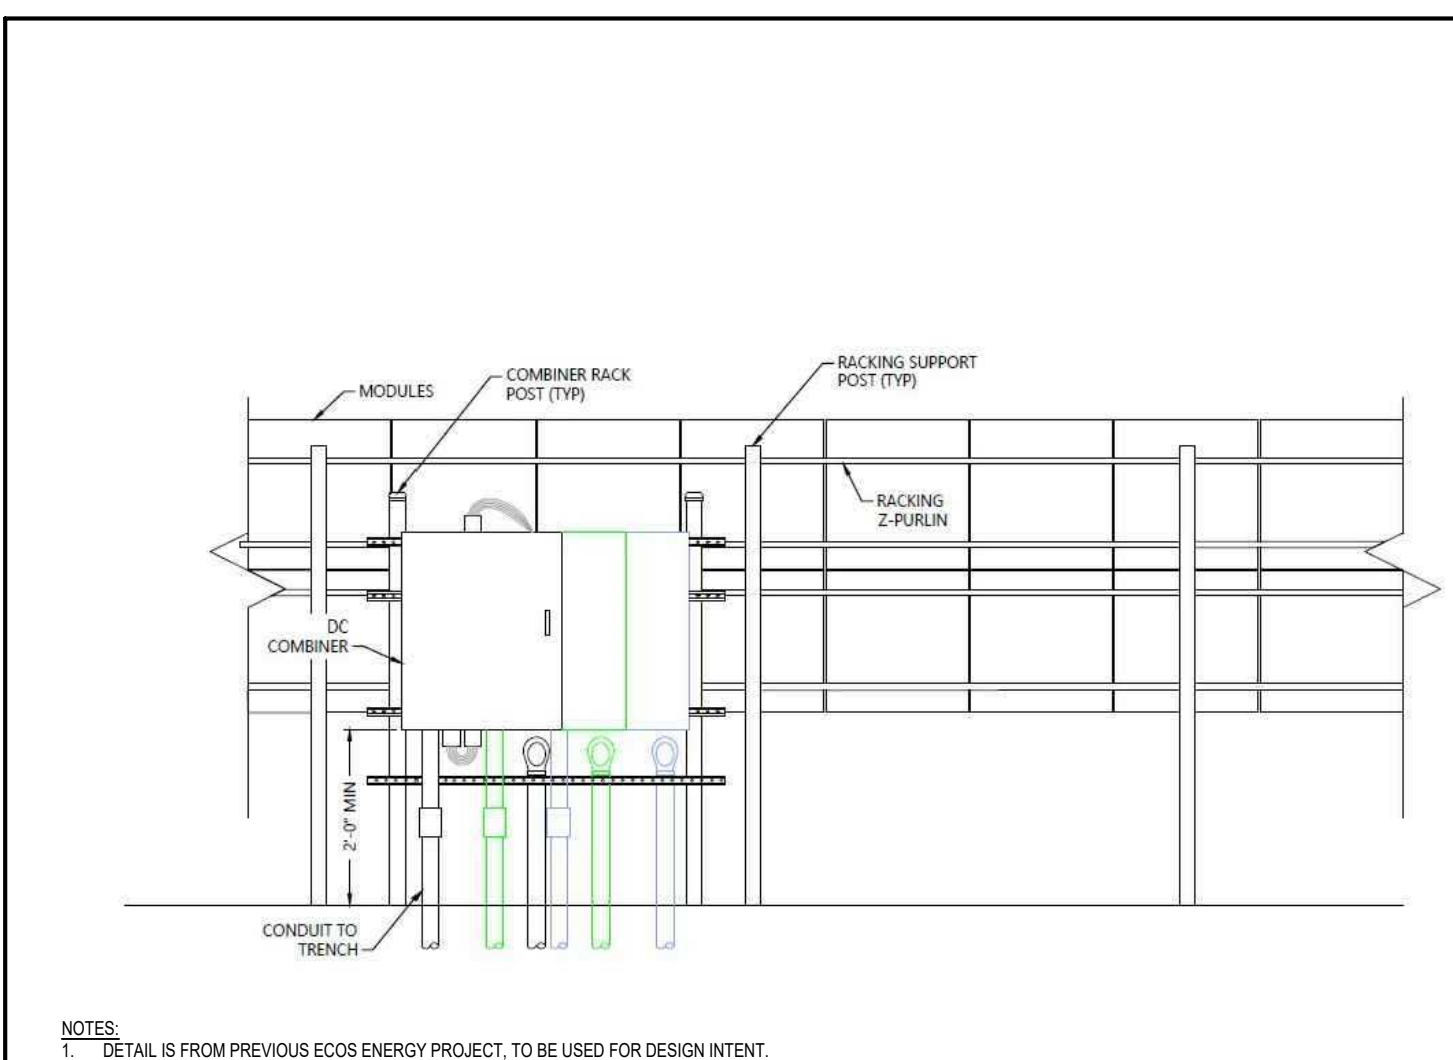 RACKING SUPPORT
POST (TYP)
COMBINER RACK
POST (TYP)
MODULES
RACKING
Z-PURLIN
DC
COMBINER
2'-0" MIN
CONDUIT TO
TRENCH
NOTES:
1. DETAIL IS FROM PREVIOUS ECOS ENERGY PROJECT, TO BE USED FOR DESIGN INTENT.